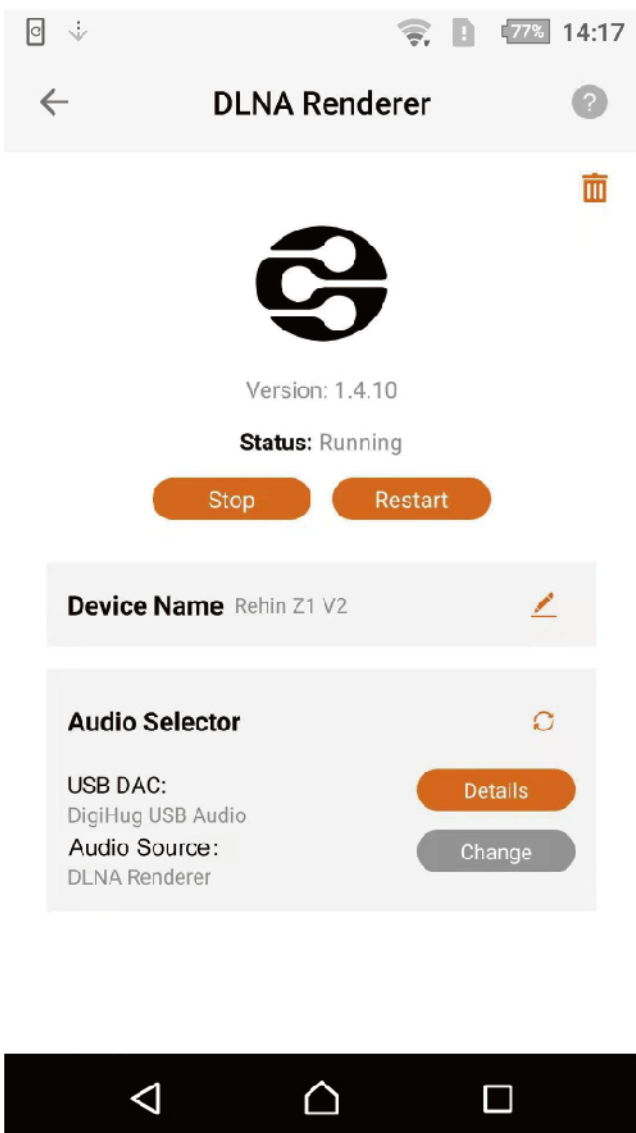 77% 14:17
DLNA Renderer
?
Version: 1.4.10
Status: Running
Stop Restart
Device Name Rehin Z1 V2
Audio Selector
USB DAC:
Details
DigiHug USB Audio
Audio Source:
Change
DLNA Renderer